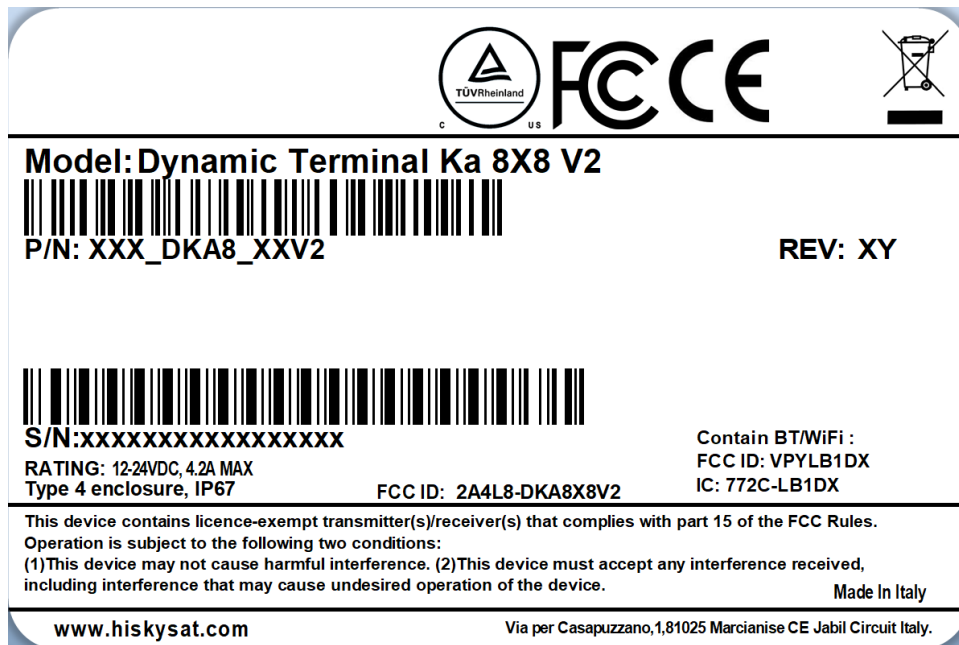 TÜVRheinland
C US
FC CE
Model: Dynamic Terminal Ka 8X8 V2
P/N: XXX_DKA8_XXV2
REV: XY
S/N:xxxxxxxxxxxxxxxxx
RATING: 12-24VDC, 4.2A MAX
Type 4 enclosure, IP67
FCC ID: 2A4L8-DKA8X8V2
Contain BT/WiFi :
FCC ID: VPYLB1DX
IC: 772C-LB1DX
This device contains licence-exempt transmitter(s)/receiver(s) that complies with part 15 of the FCC Rules.
Operation is subject to the following two conditions:
(1)This device may not cause harmful interference. (2)This device must accept any interference received,
including interference that may cause undesired operation of the device.
Made In Italy
www.hiskysat.com
Via per Casapuzzano,1,81025 Marcianise CE Jabil Circuit Italy.